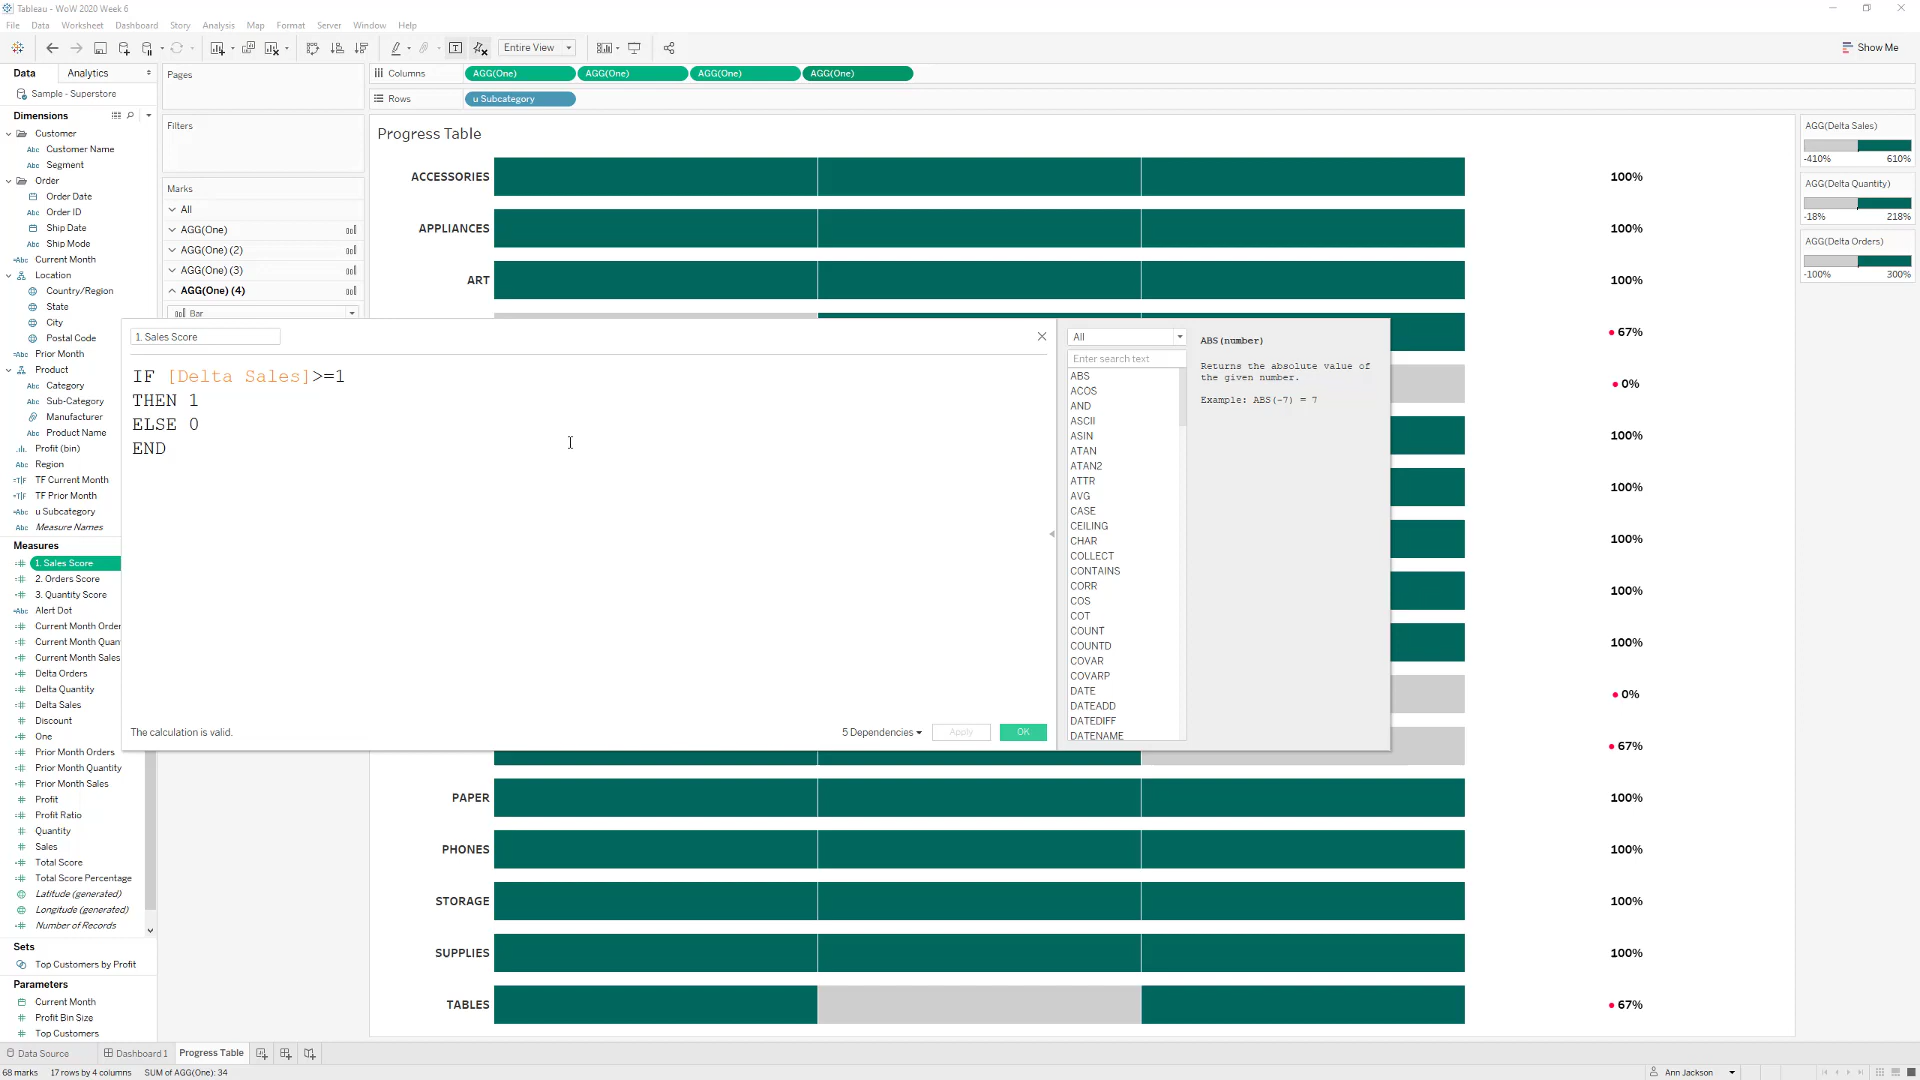 Tableau - WoW 2020 Week 6
File Data Worksheet Dashboard Story Analysis Map Format Server Window Help
Entire View
Show Me
Data Analytics
Sample - Superstore
Dimensions
Customer
Abc Customer Name
Abc Segment
Order
Order Date
Abc Order ID
Ship Date
Abc Ship Mode
=Abc Current Month
Location
Country/Region
State
City
Postal Code
=Abc Prior Month
Product
Abc Category
Abc Sub-Category
Manufacturer
Abc Product Name
Profit (bin)
Abc Region
=T|F TF Current Month
=T|F TF Prior Month
=Abc u Subcategory
Abc Measure Names
Measures
1. Sales Score
2. Orders Score
3. Quantity Score
=Abc Alert Dot
Current Month Order
Current Month Quan
Current Month Sales
Delta Orders
Delta Quantity
Delta Sales
Discount
One
Prior Month Orders
Prior Month Quantity
Prior Month Sales
Profit
Profit Ratio
Quantity
Sales
Total Score
Total Score Percentage
Latitude (generated)
Longitude (generated)
Number of Records
Sets
Top Customers by Profit
Parameters
Current Month
Profit Bin Size
Top Customers
Pages
Filters
Marks
All
AGG(One)
AGG(One) (2)
AGG(One) (3)
AGG(One) (4)
Bar
Columns AGG(One) AGG(One) AGG(One) AGG(One)
Rows u Subcategory
Progress Table
ACCESSORIES 100%
APPLIANCES 100%
ART 100%
67%
0%
100%
100%
100%
100%
100%
0%
67%
PAPER 100%
PHONES 100%
STORAGE 100%
SUPPLIES 100%
TABLES 67%
1. Sales Score
IF [Delta Sales]>=1
THEN 1
ELSE 0
END
The calculation is valid.
5 Dependencies
Apply
OK
All
Enter search text
ABS
ACOS
AND
ASCII
ASIN
ATAN
ATAN2
ATTR
AVG
CASE
CEILING
CHAR
COLLECT
CONTAINS
CORR
COS
COT
COUNT
COUNTD
COVAR
COVARP
DATE
DATEADD
DATEDIFF
DATENAME
ABS(number)
Returns the absolute value of
the given number.
Example: ABS(-7) = 7
AGG(Delta Sales)
-410% 610%
AGG(Delta Quantity)
-18% 218%
AGG(Delta Orders)
-100% 300%
Data Source Dashboard 1 Progress Table
68 marks 17 rows by 4 columns SUM of AGG(One): 34
Ann Jackson